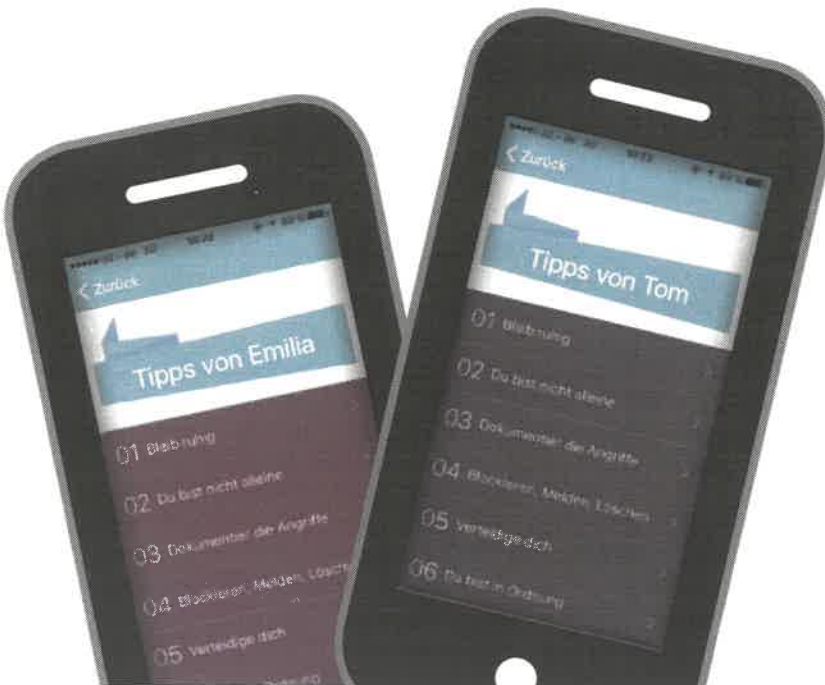 < Zurück
Tipps von Emilia
01 Bleib ruhig
02 Du bist nicht alleine
03 Dokumentier die Angriffe
04 Blockieren, Melden, Lösch
05 Verteidige dich
< Zurück
Tipps von Tom
01 Bleib ruhig
02 Du bist nicht alleine
03 Dokumentier die Angriffe
04 Blockieren, Melden, Löschen
05 Verteidige dich
06 Du bist in Ordnung